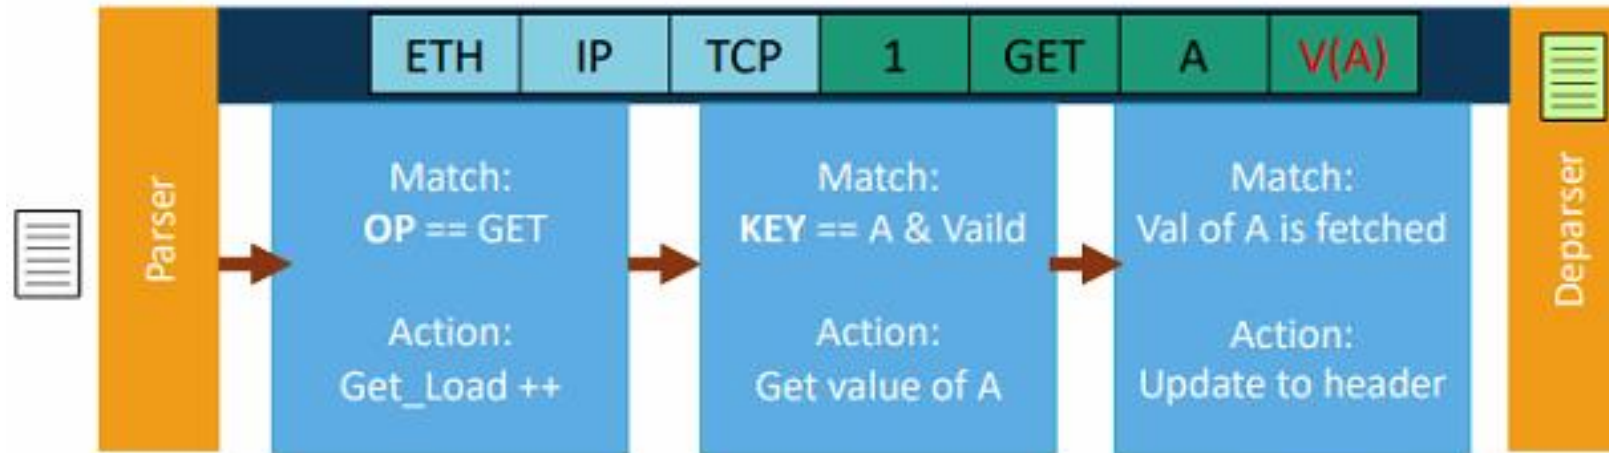 ETH IP TCP 1 GET A V(A)
Parser
Match:
OP == GET
Action:
Get_Load ++
Match:
KEY == A & Vaild
Action:
Get value of A
Match:
Val of A is fetched
Action:
Update to header
Deparser